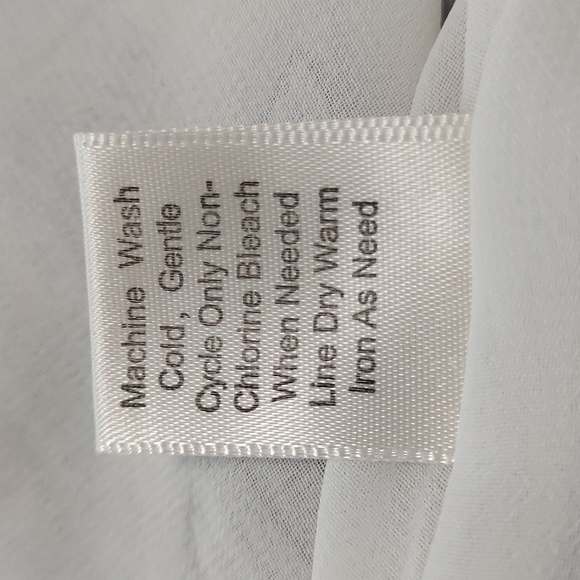 Machine Wash
Cold, Gentle
Cycle Only Non-
Chlorine Bleach
When Needed
Line Dry Warm
Iron As Need